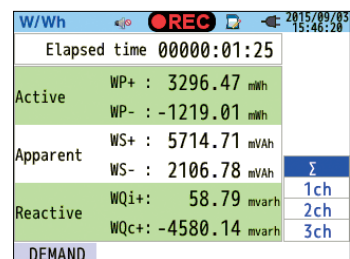 W/Wh REC 2015/09/03
15:46:20
Elapsed time 00000:01:25
Active WP+ : 3296.47 mWh
WP- : -1219.01 mWh
Apparent WS+ : 5714.71 mVAh
WS- : 2106.78 mVAh
Reactive WQi+: 58.79 mvarh
WQc+: -4580.14 mvarh
Σ
1ch
2ch
3ch
DEMAND